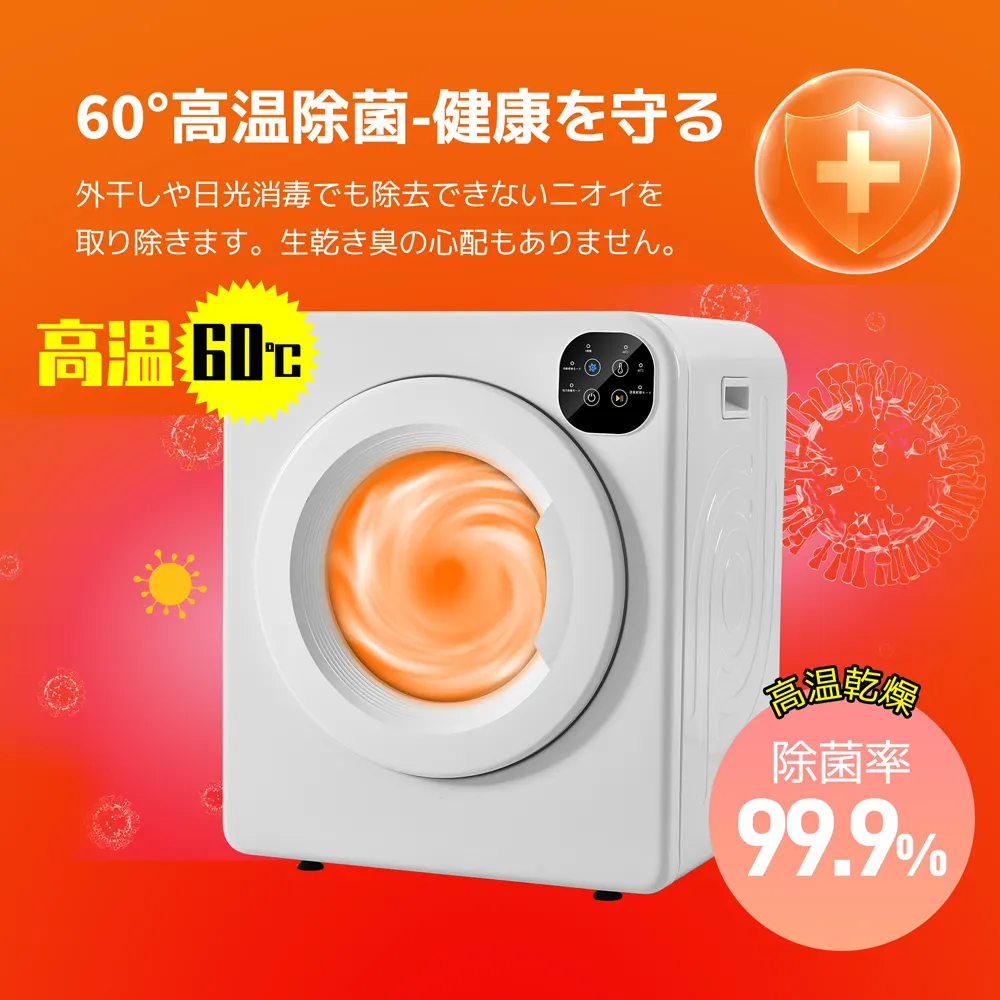 60°高温除菌-健康を守る
外干しや日光消毒でも除去できないニオイを
取り除きます。生乾き臭の心配もありません。
高温60℃
高温乾燥
除菌率
99.9%